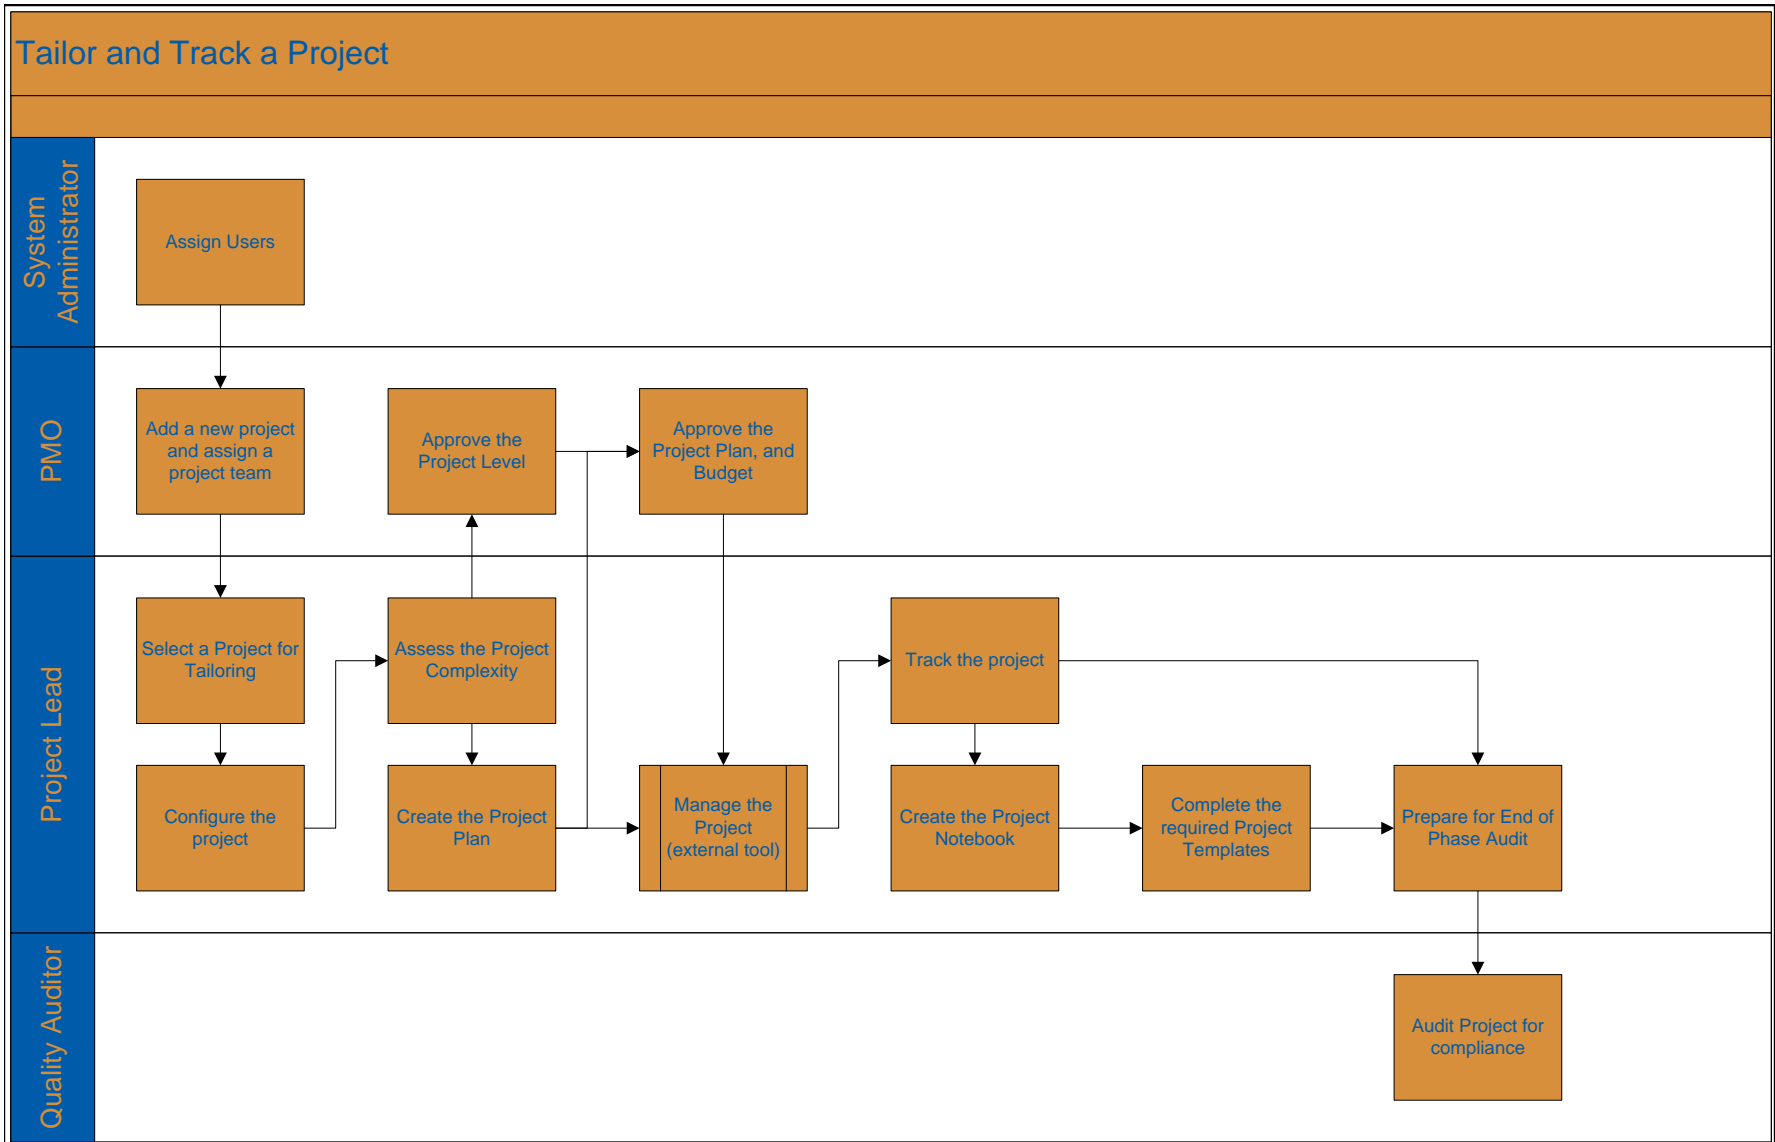 Tailor and Track a Project
System
Administrator
Assign Users
PMO
Add a new project
and assign a
project team
Approve the
Project Level
Approve the
Project Plan, and
Budget
Project Lead
Select a Project for
Tailoring
Assess the Project
Complexity
Track the project
Configure the
project
Create the Project
Plan
Manage the
Project
(external tool)
Create the Project
Notebook
Complete the
required Project
Templates
Prepare for End of
Phase Audit
Quality Auditor
Audit Project for
compliance